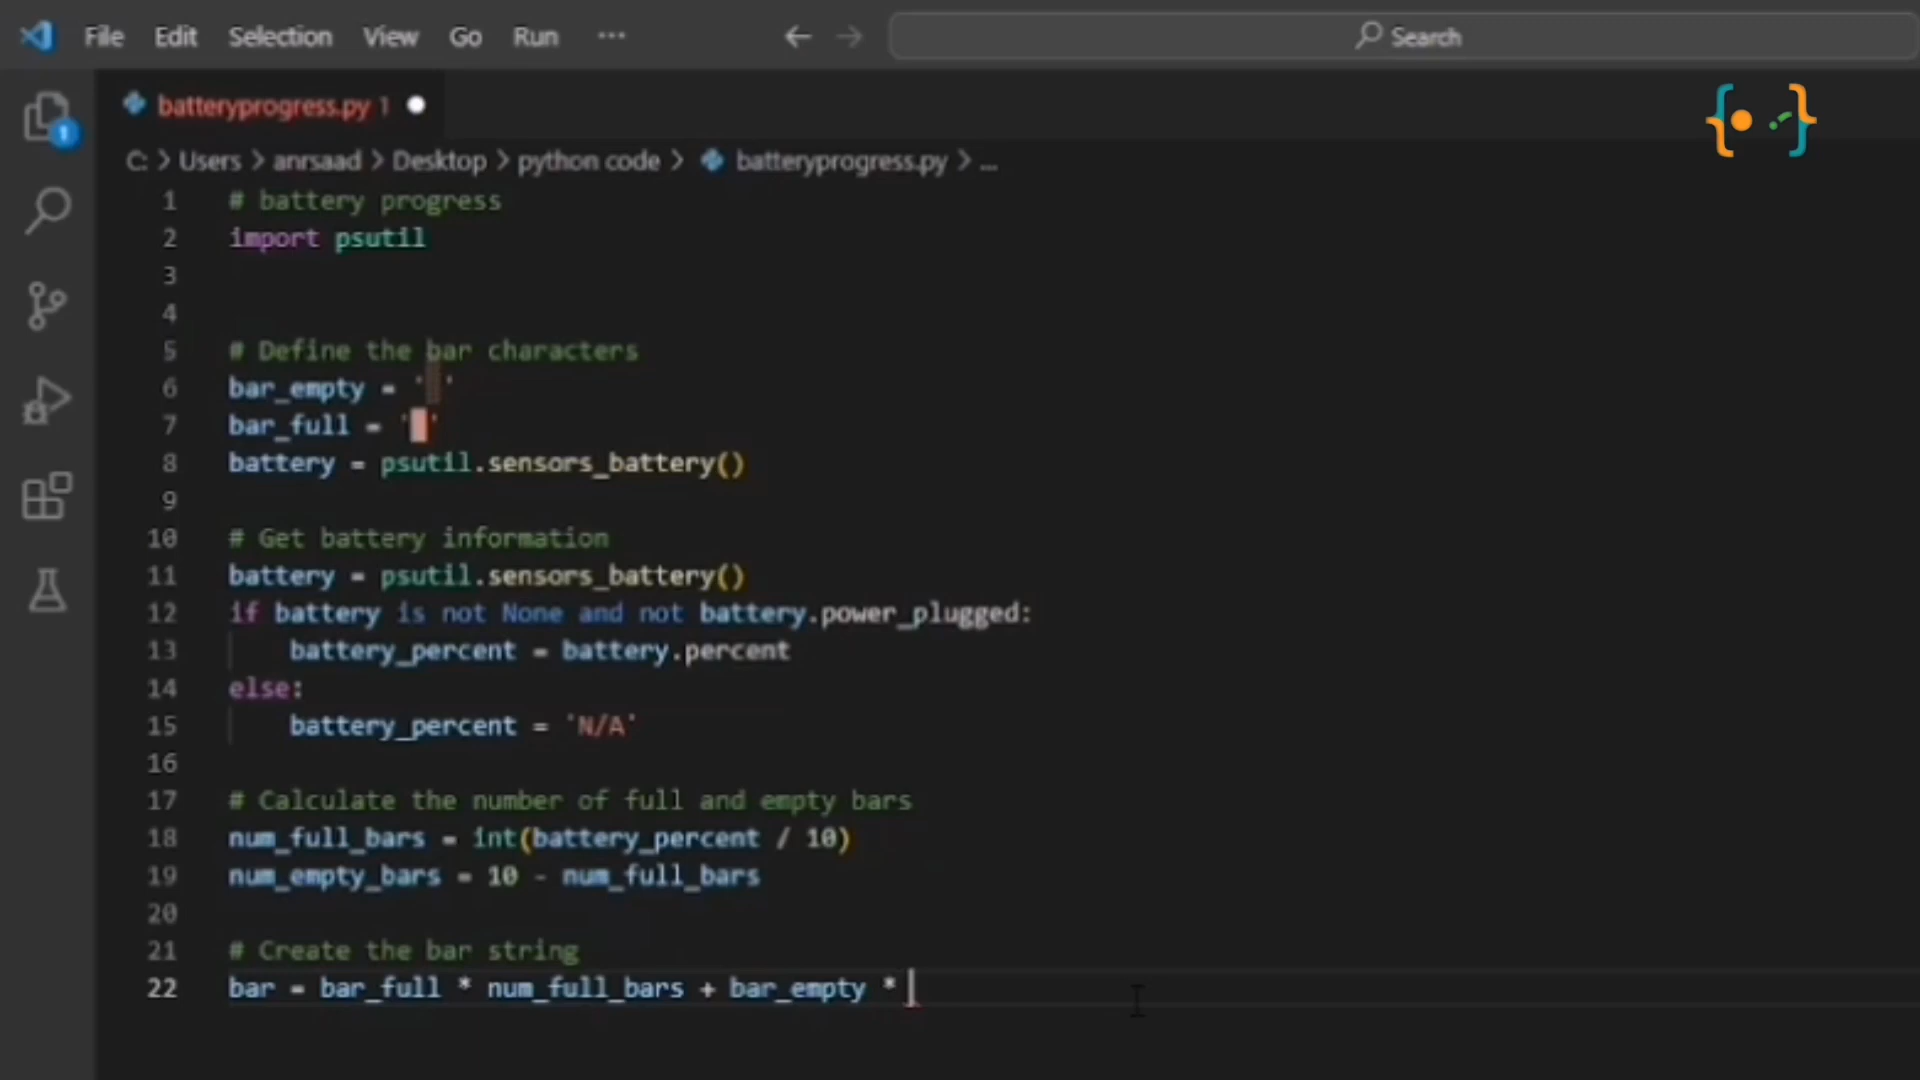 File Edit Selection View Go Run ··· ← → Search
batteryprogress.py 1 ●
C: > Users > anrsaad > Desktop > python code > batteryprogress.py > ...
1 # battery progress
2 import psutil
3
4
5 # Define the bar characters
6 bar_empty = ' '
7 bar_full = '█'
8 battery = psutil.sensors_battery()
9
10 # Get battery information
11 battery = psutil.sensors_battery()
12 if battery is not None and not battery.power_plugged:
13 battery_percent = battery.percent
14 else:
15 battery_percent = 'N/A'
16
17 # Calculate the number of full and empty bars
18 num_full_bars = int(battery_percent / 10)
19 num_empty_bars = 10 - num_full_bars
20
21 # Create the bar string
22 bar = bar_full * num_full_bars + bar_empty *
1